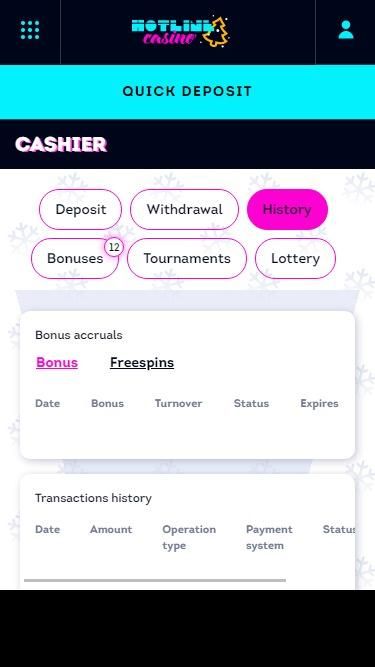 HOTLINE
casino
QUICK DEPOSIT
CASHIER
Deposit
Withdrawal
History
Bonuses
12
Tournaments
Lottery
Bonus accruals
Bonus
Freespins
Date
Bonus
Turnover
Status
Expires
Transactions history
Date
Amount
Operation
type
Payment
system
Status